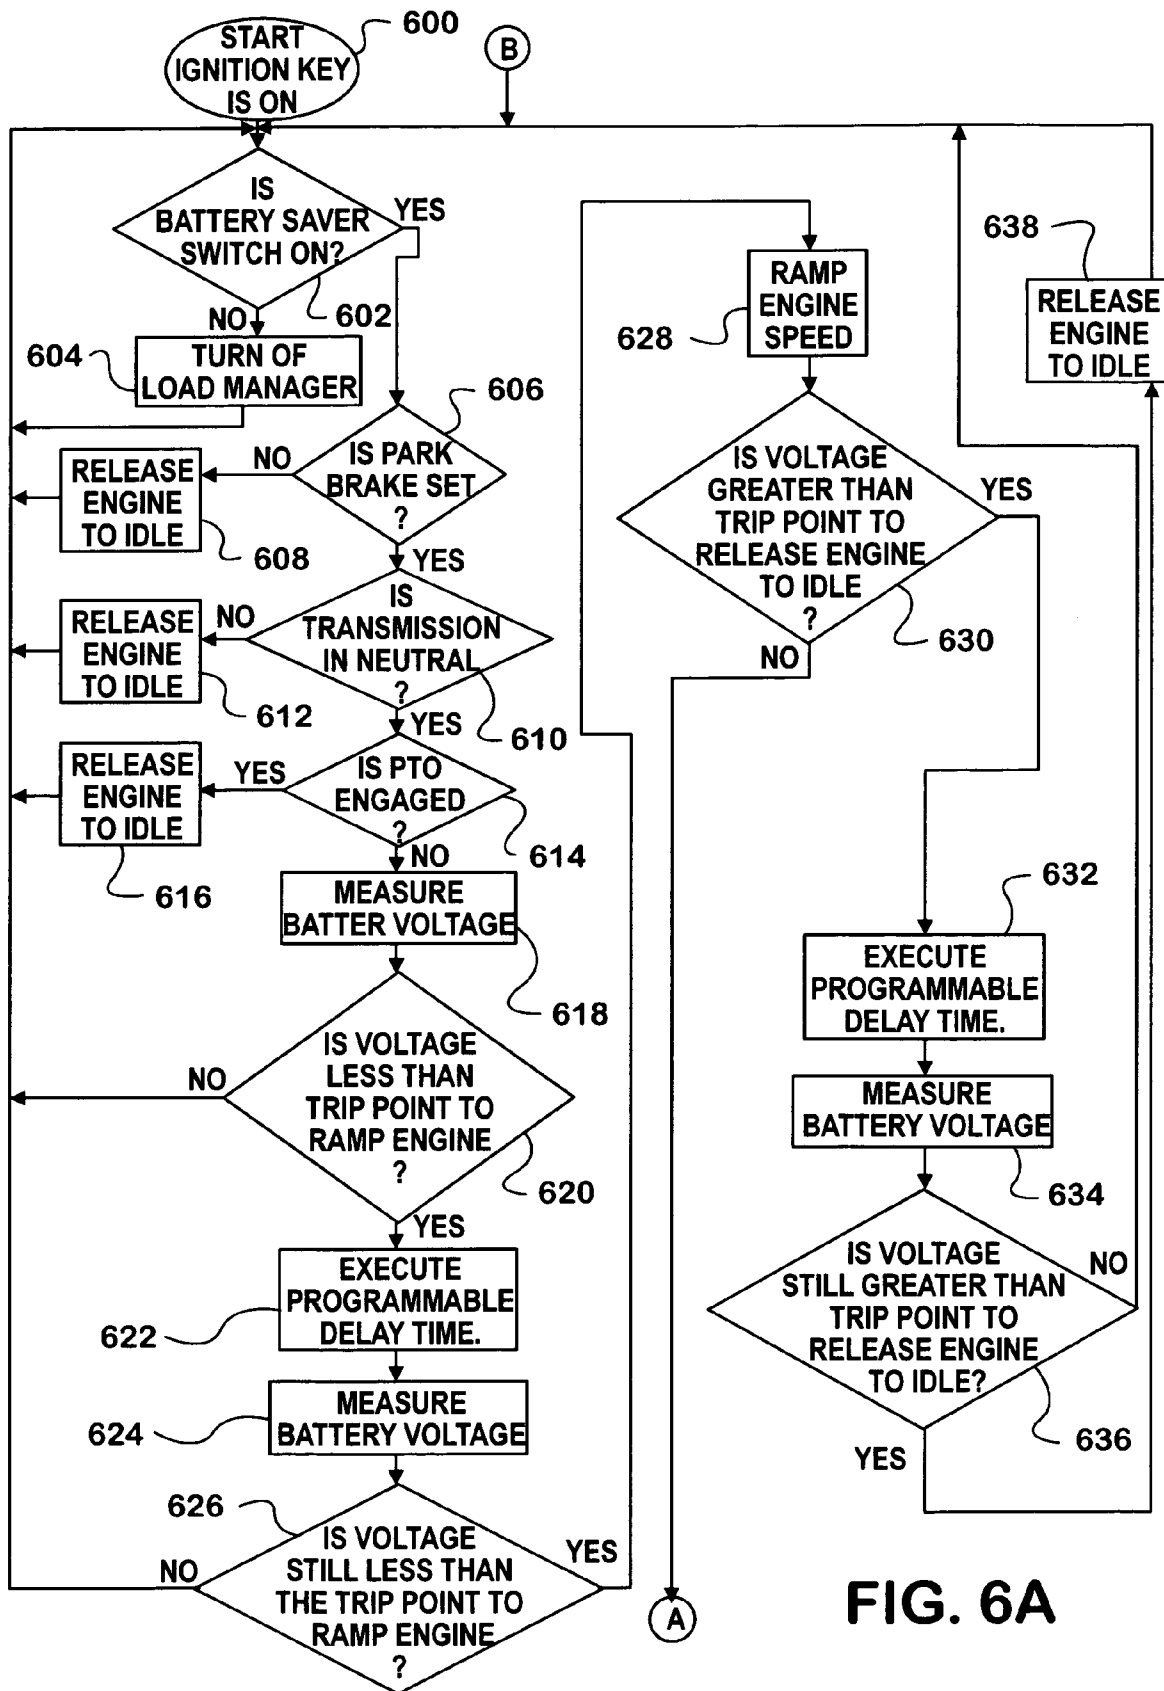 START
IGNITION KEY
IS ON
600
B
IS
BATTERY SAVER
SWITCH ON?
YES
602
NO
604
TURN OF
LOAD MANAGER
606
IS PARK
BRAKE SET
?
NO
RELEASE
ENGINE
TO IDLE
608
YES
IS
TRANSMISSION
IN NEUTRAL
?
NO
RELEASE
ENGINE
TO IDLE
612
610
YES
IS PTO
ENGAGED
?
YES
RELEASE
ENGINE
TO IDLE
616
614
NO
MEASURE
BATTER VOLTAGE
618
IS VOLTAGE
LESS THAN
TRIP POINT TO
RAMP ENGINE
?
NO
620
YES
EXECUTE
PROGRAMMABLE
DELAY TIME.
622
MEASURE
BATTERY VOLTAGE
624
626
IS VOLTAGE
STILL LESS THAN
THE TRIP POINT TO
RAMP ENGINE
?
NO
YES
RAMP
ENGINE
SPEED
628
IS VOLTAGE
GREATER THAN
TRIP POINT TO
RELEASE ENGINE
TO IDLE
?
YES
630
NO
A
632
EXECUTE
PROGRAMMABLE
DELAY TIME.
MEASURE
BATTERY VOLTAGE
634
IS VOLTAGE
STILL GREATER THAN
TRIP POINT TO
RELEASE ENGINE
TO IDLE?
NO
636
YES
638
RELEASE
ENGINE
TO IDLE
FIG. 6A